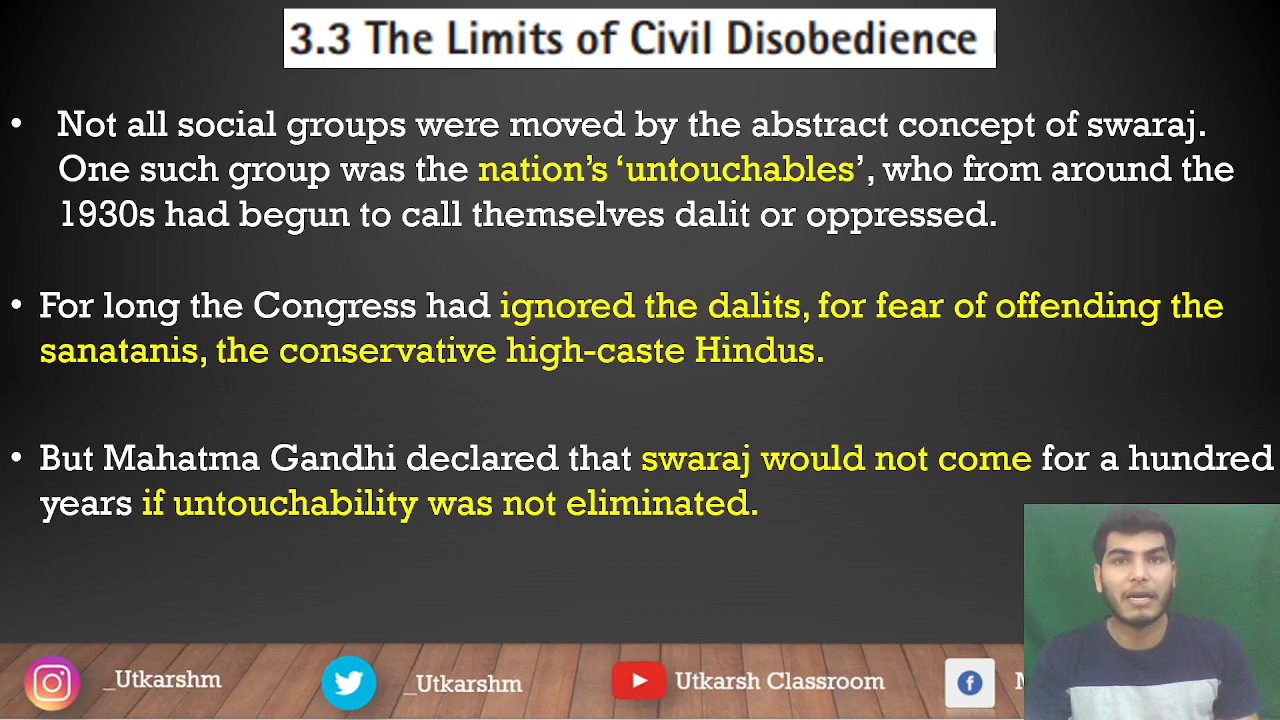 3.3 The Limits of Civil Disobedience
• Not all social groups were moved by the abstract concept of swaraj.
One such group was the nation’s ‘untouchables’, who from around the
1930s had begun to call themselves dalit or oppressed.
• For long the Congress had ignored the dalits, for fear of offending the
sanatanis, the conservative high-caste Hindus.
• But Mahatma Gandhi declared that swaraj would not come for a hundred
years if untouchability was not eliminated.
_Utkarshm
_Utkarshm
Utkarsh Classroom